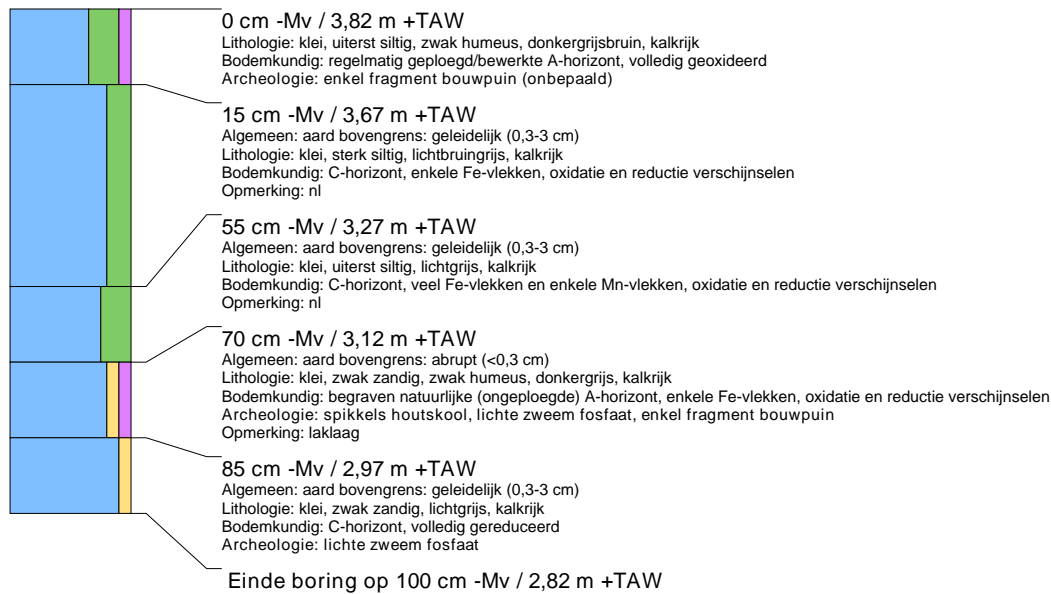 0 cm -Mv / 3,82 m +TAW
Lithologie: klei, uiterst siltig, zwak humeus, donkergrijsbruin, kalkrijk
Bodemkundig: regelmatig geploegd/bewerkte A-horizont, volledig geoxideerd
Archeologie: enkel fragment bouwpuin (onbepaald)
15 cm -Mv / 3,67 m +TAW
Algemeen: aard bovengrens: geleidelijk (0,3-3 cm)
Lithologie: klei, sterk siltig, lichtbruingrijs, kalkrijk
Bodemkundig: C-horizont, enkele Fe-vlekken, oxidatie en reductie verschijnselen
Opmerking: nl
55 cm -Mv / 3,27 m +TAW
Algemeen: aard bovengrens: geleidelijk (0,3-3 cm)
Lithologie: klei, uiterst siltig, lichtgrijs, kalkrijk
Bodemkundig: C-horizont, veel Fe-vlekken en enkele Mn-vlekken, oxidatie en reductie verschijnselen
Opmerking: nl
70 cm -Mv / 3,12 m +TAW
Algemeen: aard bovengrens: abrupt (<0,3 cm)
Lithologie: klei, zwak zandig, zwak humeus, donkergrijs, kalkrijk
Bodemkundig: begraven natuurlijke (ongeploegde) A-horizont, enkele Fe-vlekken, oxidatie en reductie verschijnselen
Archeologie: spikkels houtskool, lichte zweem fosfaat, enkel fragment bouwpuin
Opmerking: laklaag
85 cm -Mv / 2,97 m +TAW
Algemeen: aard bovengrens: geleidelijk (0,3-3 cm)
Lithologie: klei, zwak zandig, lichtgrijs, kalkrijk
Bodemkundig: C-horizont, volledig gereduceerd
Archeologie: lichte zweem fosfaat
Einde boring op 100 cm -Mv / 2,82 m +TAW